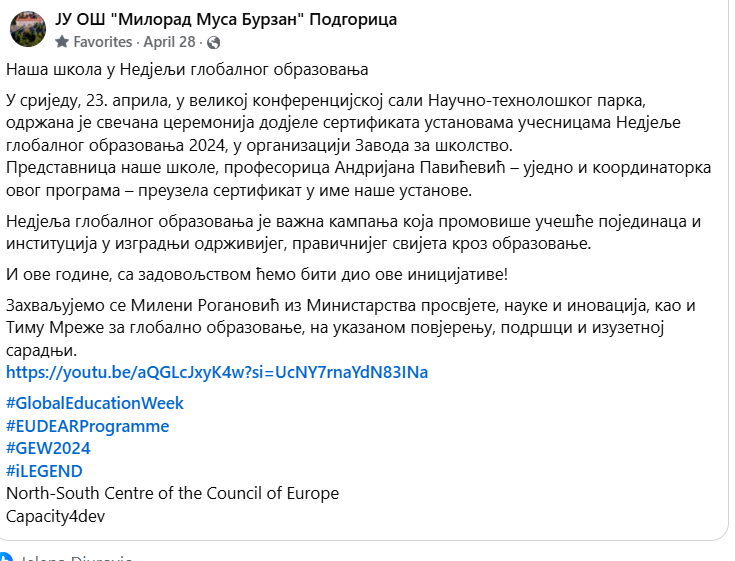 ЈУ ОШ "Милорад Муса Бурзан" Подгорица
Favorites · April 28 ·
Наша школа у Недјељи глобалног образовања
У сриједу, 23. априла, у великој конференцијској сали Научно-технолошког парка,
одржана је свечана церемонија додјеле сертификата установама учесницама Недјеље
глобалног образовања 2024, у организацији Завода за школство.
Представница наше школе, професорица Андријана Павићевић – уједно и координаторка
овог програма – преузела сертификат у име наше установе.
Недјеља глобалног образовања је важна кампања која промовише учешће појединаца и
институција у изградњи одрживијег, правичнијег свијета кроз образовање.
И ове године, са задовољством ћемо бити дио ове иницијативе!
Захваљујемо се Милени Рогановић из Министарства просвјете, науке и иновација, као и
Тиму Мреже за глобално образовање, на указаном повјерењу, подршци и изузетној
сарадњи.
https://youtu.be/aQGLcJxyK4w?si=UcNY7rnaYdN83INa
#GlobalEducationWeek
#EUDEARProgramme
#GEW2024
#iLEGEND
North-South Centre of the Council of Europe
Capacity4dev